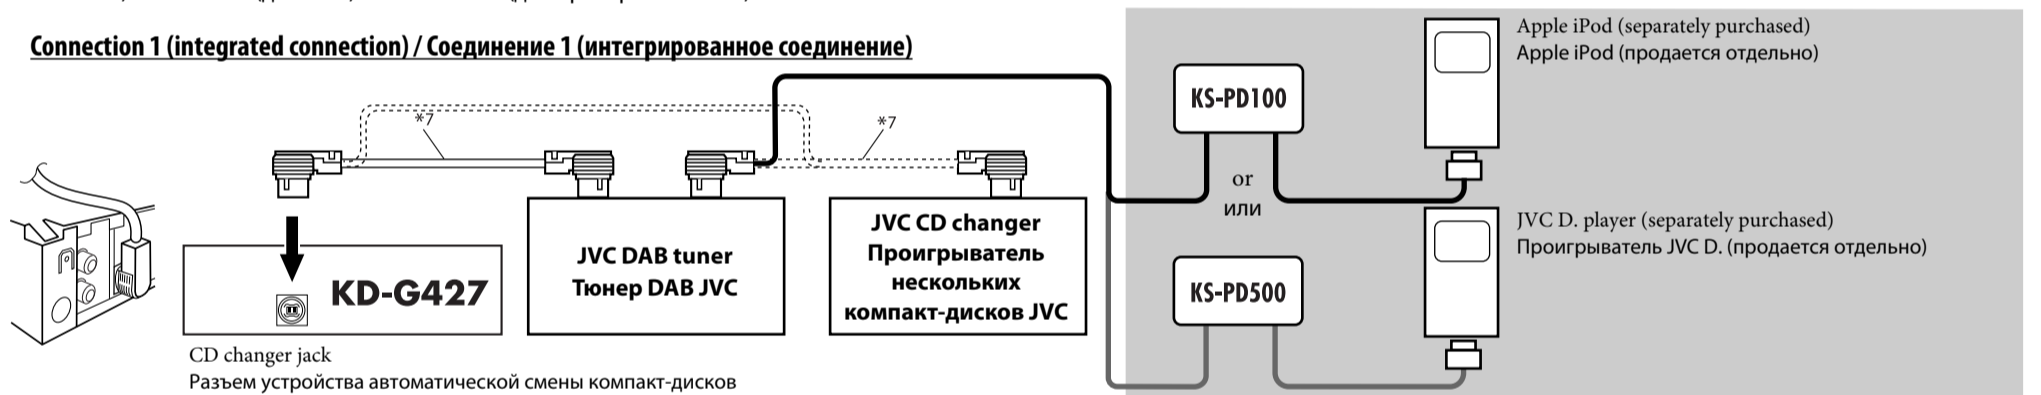 Connection 1 (integrated connection) / Соединение 1 (интегрированное соединение)
*7
*7
KD-G427
CD changer jack
Разъем устройства автоматической смены компакт-дисков
JVC DAB tuner
Тюнер DAB JVC
JVC CD changer
Проигрыватель
нескольких
компакт-дисков JVC
KS-PD100
or
или
KS-PD500
Apple iPod (separately purchased)
Apple iPod (продается отдельно)
JVC D. player (separately purchased)
Проигрыватель JVC D. (продается отдельно)